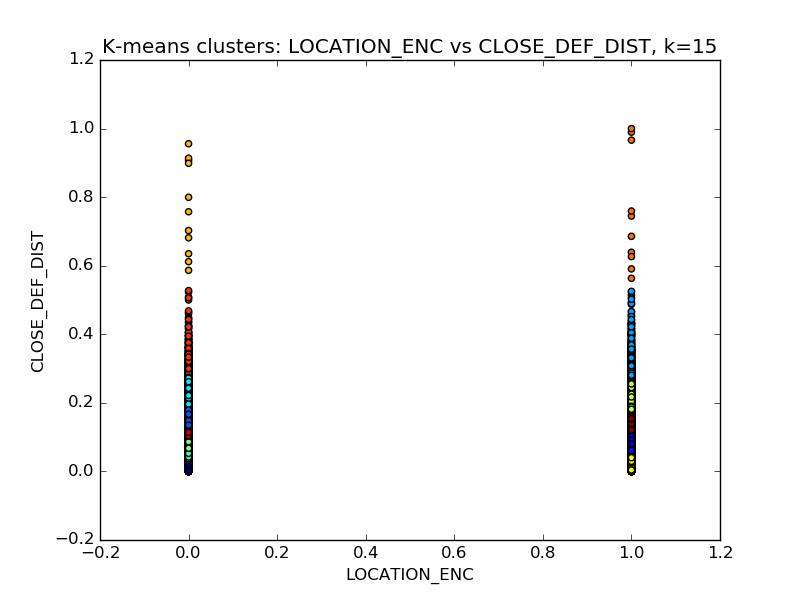 K-means clusters: LOCATION_ENC vs CLOSE_DEF_DIST, k=15
1.2
1.0
0.8
0.6
0.4
0.2
0.0
−0.2
CLOSE_DEF_DIST
−0.2 0.0 0.2 0.4 0.6 0.8 1.0 1.2
LOCATION_ENC